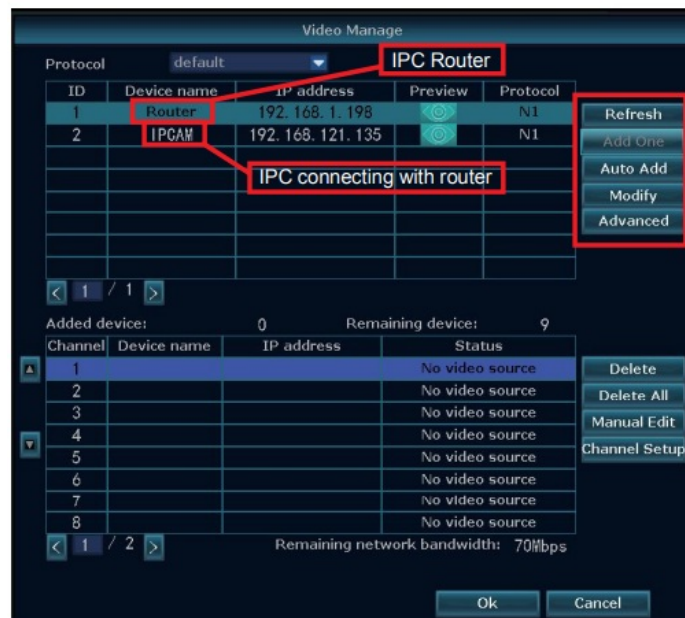 Video Manage
Protocol default
IPC Router
ID Device name IP address Preview Protocol
1 Router 192.168.1.198 N1
2 IPCAM 192.168.121.135 N1
IPC connecting with router
Refresh
Add One
Auto Add
Modify
Advanced
< 1 / 1 >
Added device: 0 Remaining device: 9
Channel Device name IP address Status
1 No video source
2 No video source
3 No video source
4 No video source
5 No video source
6 No video source
7 No video source
8 No video source
Delete
Delete All
Manual Edit
Channel Setup
< 1 / 2 > Remaining network bandwidth: 70Mbps
Ok Cancel